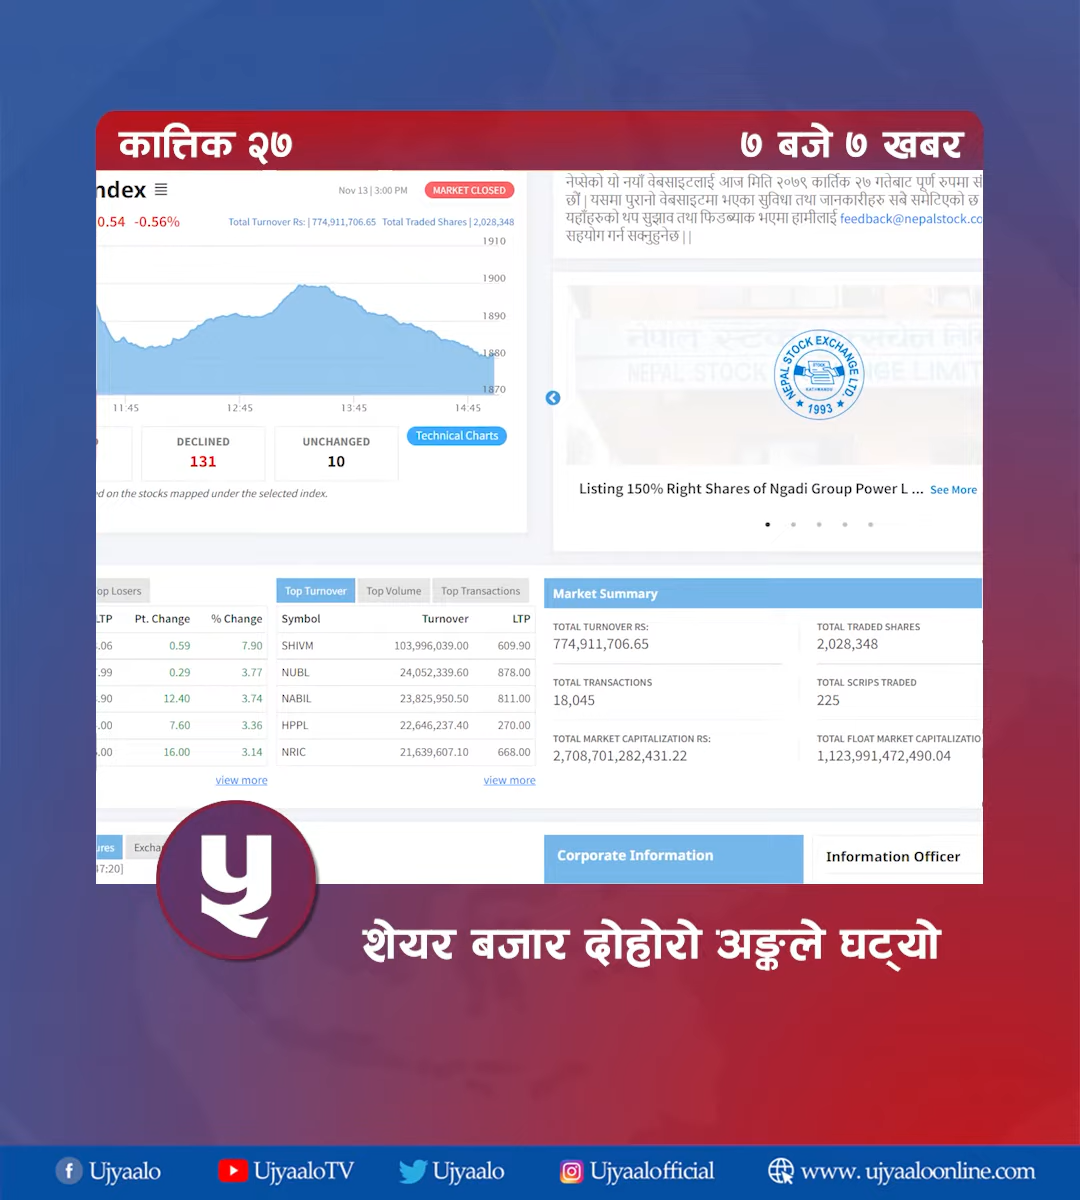 कात्तिक २७
७ बजे ७ खबर
ndex
Nov 13 | 3:00 PM
MARKET CLOSED
0.54 -0.56%
Total Turnover Rs: | 774,911,706.65 Total Traded Shares | 2,028,348
1910
1900
1890
1880
1870
11:45
12:45
13:45
14:45
DECLINED
131
UNCHANGED
10
Technical Charts
ed on the stocks mapped under the selected index.
नेप्सेको यो नयाँ वेबसाइटलाई आज मिति २०७९ कार्तिक २७ गतेबाट पूर्ण रुपमा सं
छौं | यसमा पुरानो वेबसाइटमा भएका सुविधा तथा जानकारीहरु सबै समेटिएको छ
यहाँहरुको थप सुझाव तथा फिडब्याक भएमा हामीलाई feedback@nepalstock.co
सहयोग गर्न सक्नुहुनेछ ||
NEPAL STOCK EXCHANGE LTD.
STOCK
KATHMANDU
1993
Listing 150% Right Shares of Ngadi Group Power L ... See More
op Losers
LTP Pt. Change % Change
.06 0.59 7.90
.99 0.29 3.77
.90 12.40 3.74
.00 7.60 3.36
.00 16.00 3.14
view more
Top Turnover Top Volume Top Transactions
Symbol Turnover LTP
SHIVM 103,996,039.00 609.90
NUBL 24,052,339.60 878.00
NABIL 23,825,950.50 811.00
HPPL 22,646,237.40 270.00
NRIC 21,639,607.10 668.00
view more
Market Summary
TOTAL TURNOVER RS:
774,911,706.65
TOTAL TRADED SHARES
2,028,348
TOTAL TRANSACTIONS
18,045
TOTAL SCRIPS TRADED
225
TOTAL MARKET CAPITALIZATION RS:
2,708,701,282,431.22
TOTAL FLOAT MARKET CAPITALIZATIO
1,123,991,472,490.04
ures
Excha
47:20]
Corporate Information
Information Officer
५
शेयर बजार दोहोरो अङ्कले घट्यो
Ujyaalo
UjyaaloTV
Ujyaalo
Ujyaalofficial
www. ujyaaloonline.com